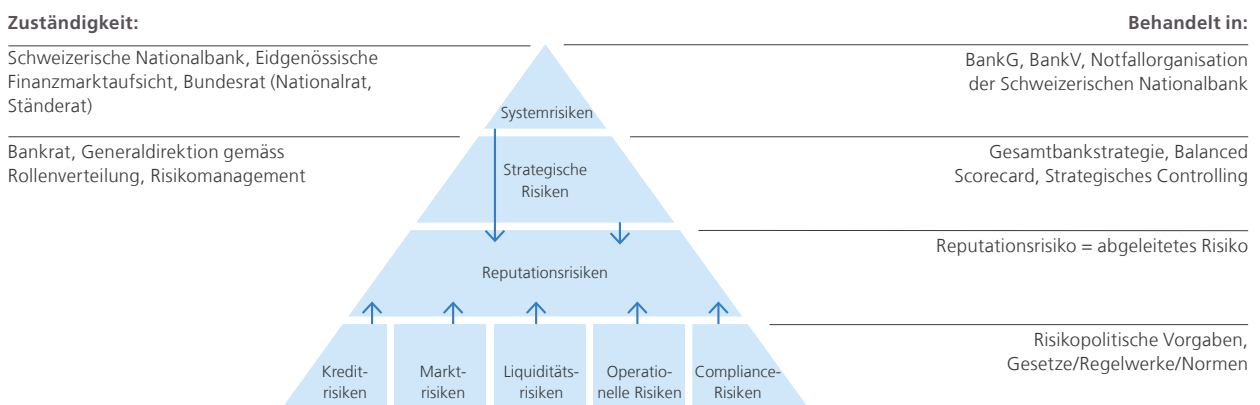 Zuständigkeit:
Behandelt in:
Schweizerische Nationalbank, Eidgenössische
Finanzmarktaufsicht, Bundesrat (Nationalrat,
Ständerat)
BankG, BankV, Notfallorganisation
der Schweizerischen Nationalbank
Systemrisiken
Bankrat, Generaldirektion gemäss
Rollenverteilung, Risikomanagement
Strategische
Risiken
Gesamtbankstrategie, Balanced
Scorecard, Strategisches Controlling
Reputationsrisiken
Reputationsrisiko = abgeleitetes Risiko
Kredit-
risiken
Markt-
risiken
Liquiditäts-
risiken
Operatio-
nelle Risiken
Compliance-
Risiken
Risikopolitische Vorgaben,
Gesetze/Regelwerke/Normen